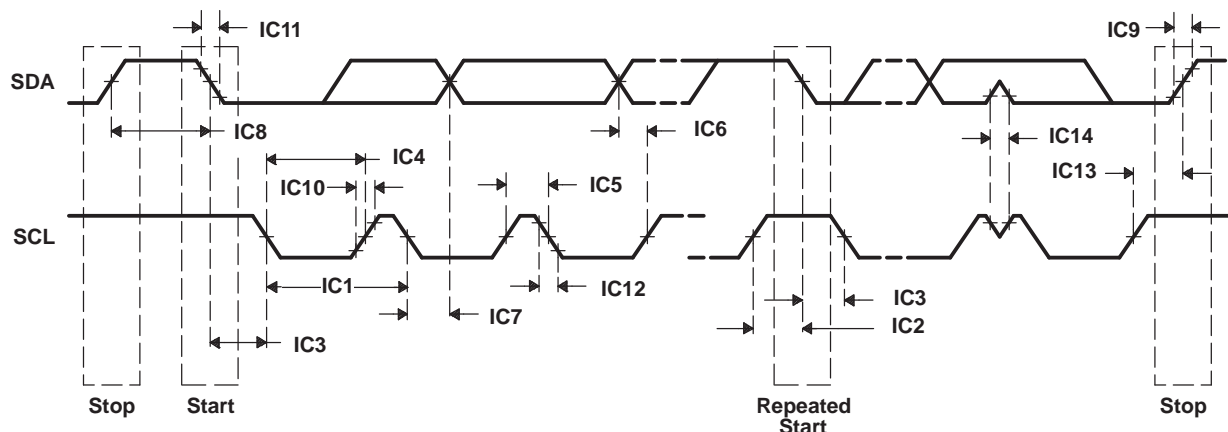 IC11
IC9
SDA
IC8
IC6
IC14
IC4
IC10
IC5
IC13
SCL
IC1
IC12
IC7
IC3
IC3
IC2
Stop
Start
Repeated
Start
Stop